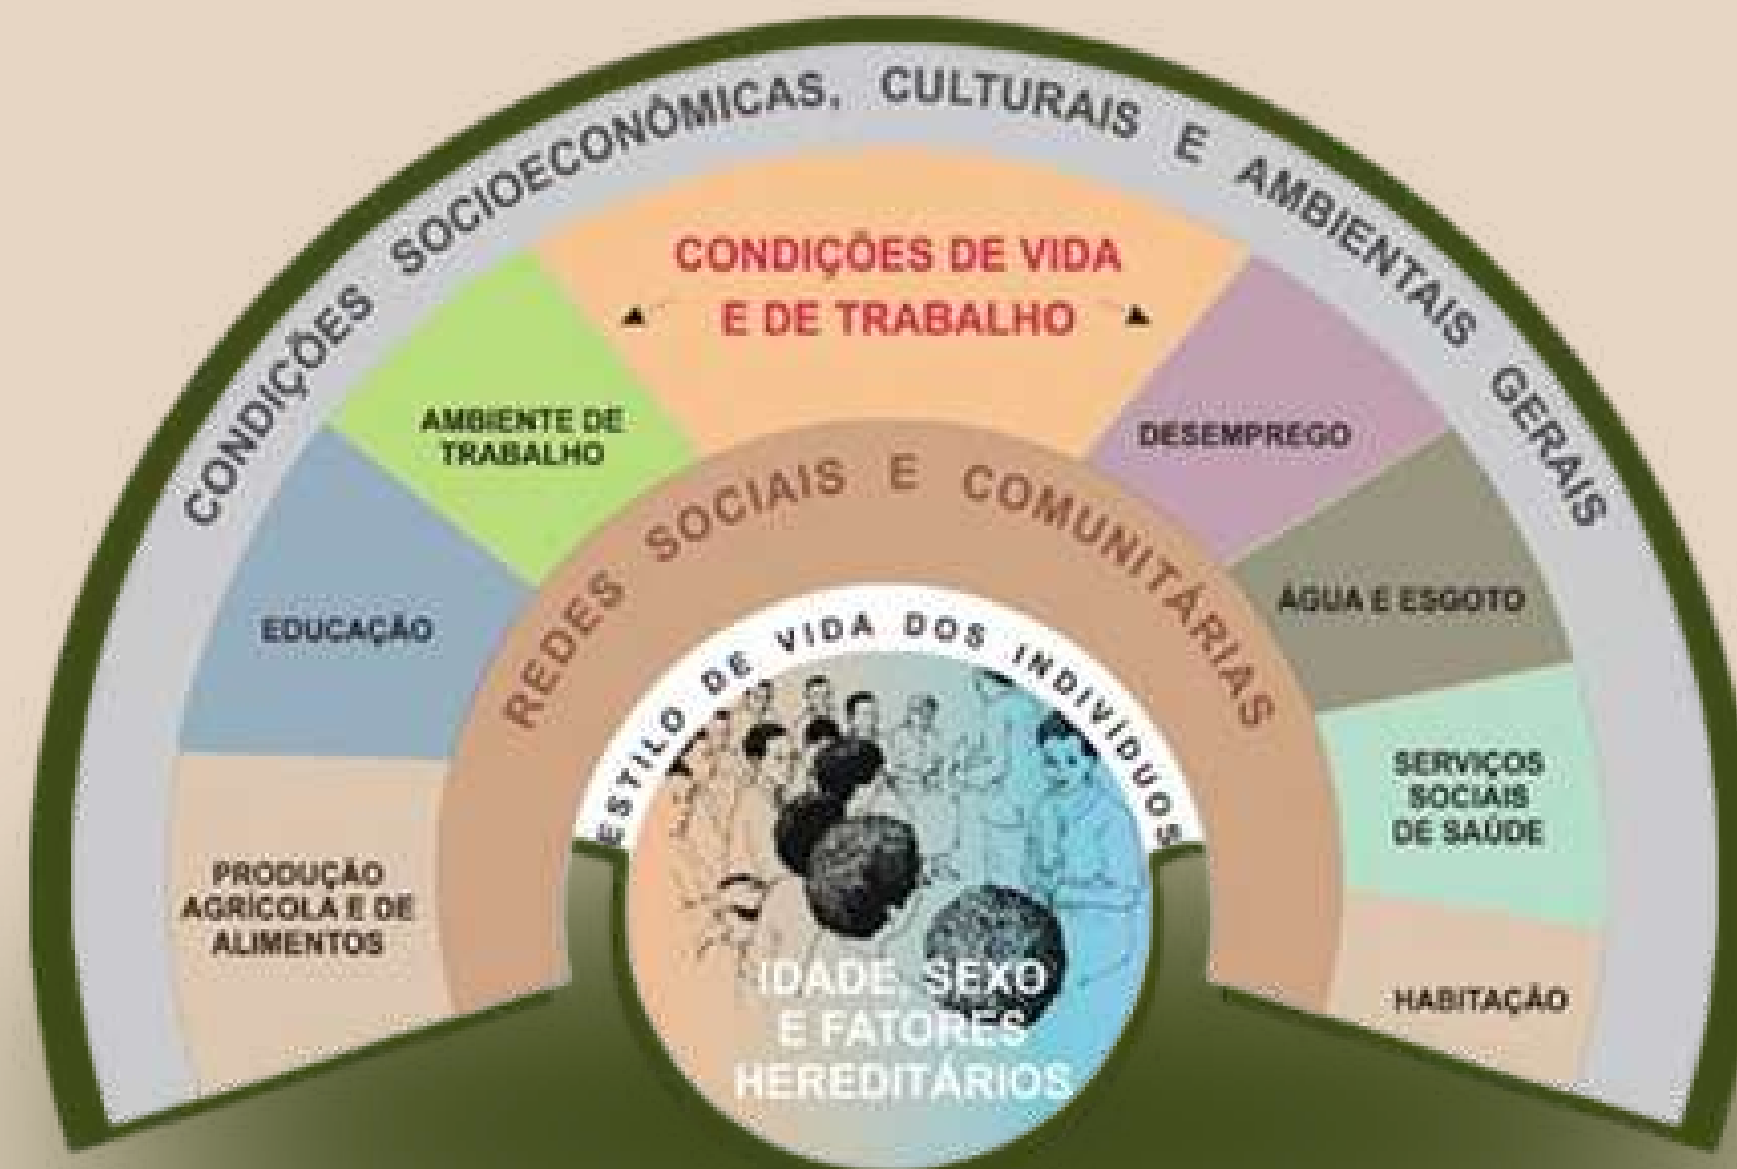 CONDIÇÕES SOCIOECONÔMICAS, CULTURAIS E AMBIENTAIS GERAIS
CONDIÇÕES DE VIDA
E DE TRABALHO
AMBIENTE DE
TRABALHO
DESEMPREGO
EDUCAÇÃO
ÁGUA E ESGOTO
PRODUÇÃO
AGRÍCOLA E DE
ALIMENTOS
SERVIÇOS
SOCIAIS
DE SAÚDE
HABITAÇÃO
REDES SOCIAIS E COMUNITÁRIAS
ESTILO DE VIDA DOS INDIVÍDUOS
IDADE, SEXO
E FATORES
HEREDITÁRIOS